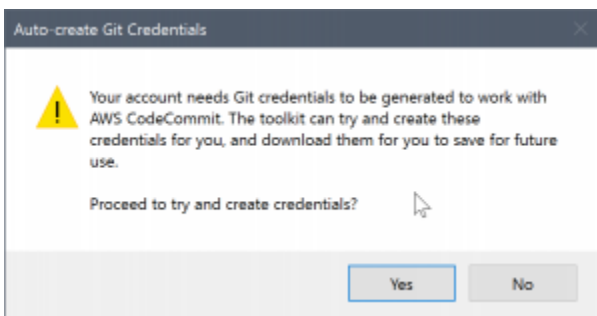 Auto-create Git Credentials
Your account needs Git credentials to be generated to work with
AWS CodeCommit. The toolkit can try and create these
credentials for you, and download them for you to save for future
use.
Proceed to try and create credentials?
Yes No